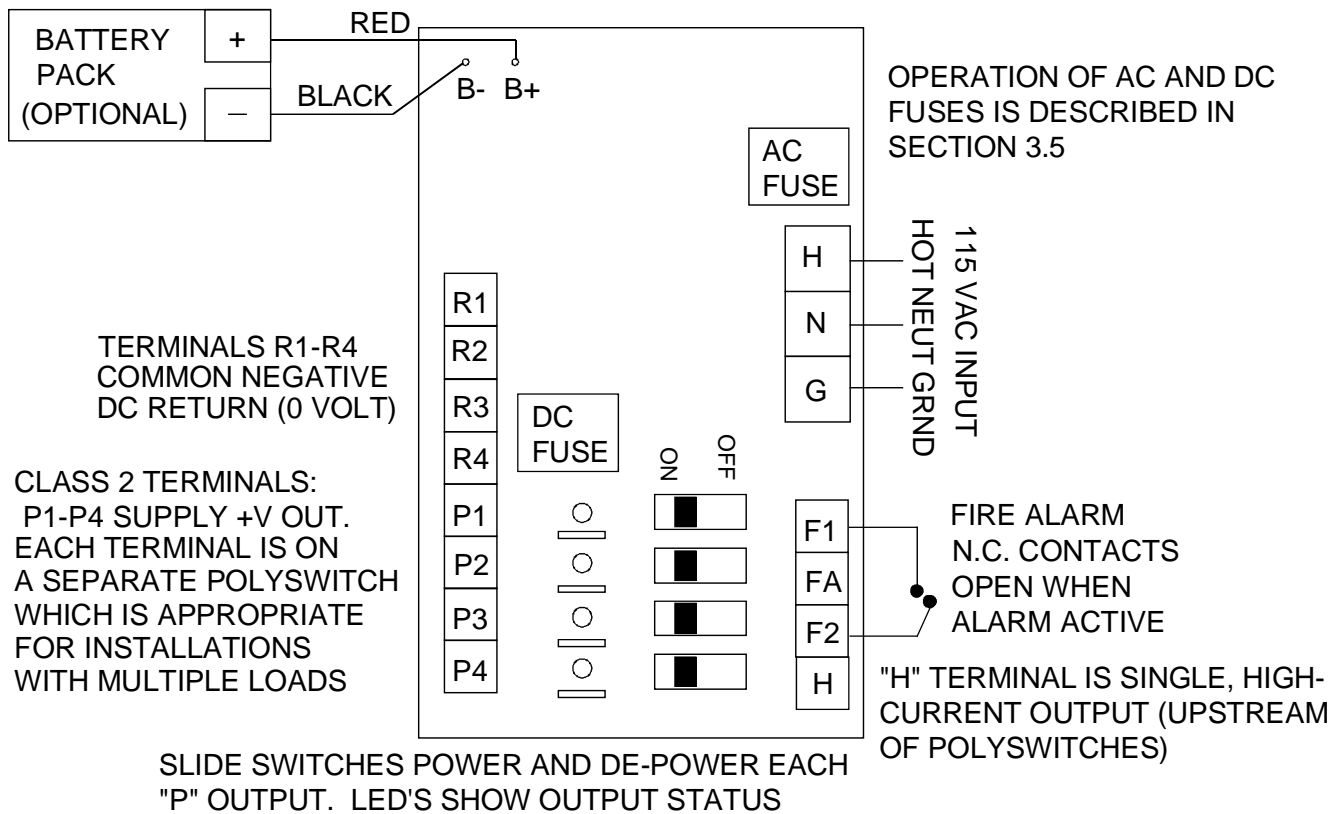 BATTERY
PACK
(OPTIONAL)
+
−
RED
BLACK
B- B+
OPERATION OF AC AND DC
FUSES IS DESCRIBED IN
SECTION 3.5
AC
FUSE
H
N
G
HOT NEUT GRND
115 VAC INPUT
R1
R2
R3
R4
P1
P2
P3
P4
TERMINALS R1-R4
COMMON NEGATIVE
DC RETURN (0 VOLT)
DC
FUSE
ON OFF
CLASS 2 TERMINALS:
P1-P4 SUPPLY +V OUT.
EACH TERMINAL IS ON
A SEPARATE POLYSWITCH
WHICH IS APPROPRIATE
FOR INSTALLATIONS
WITH MULTIPLE LOADS
F1
FA
F2
H
FIRE ALARM
N.C. CONTACTS
OPEN WHEN
ALARM ACTIVE
"H" TERMINAL IS SINGLE, HIGH-
CURRENT OUTPUT (UPSTREAM
OF POLYSWITCHES)
SLIDE SWITCHES POWER AND DE-POWER EACH
"P" OUTPUT. LED'S SHOW OUTPUT STATUS